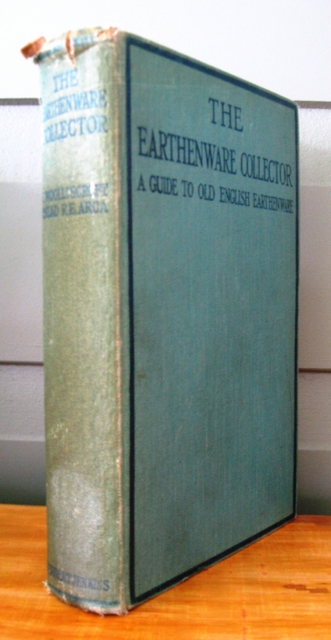 THE
EARTHENWARE
COLLECTOR
THE
EARTHENWARE COLLECTOR
A GUIDE TO OLD ENGLISH EARTHENWARE